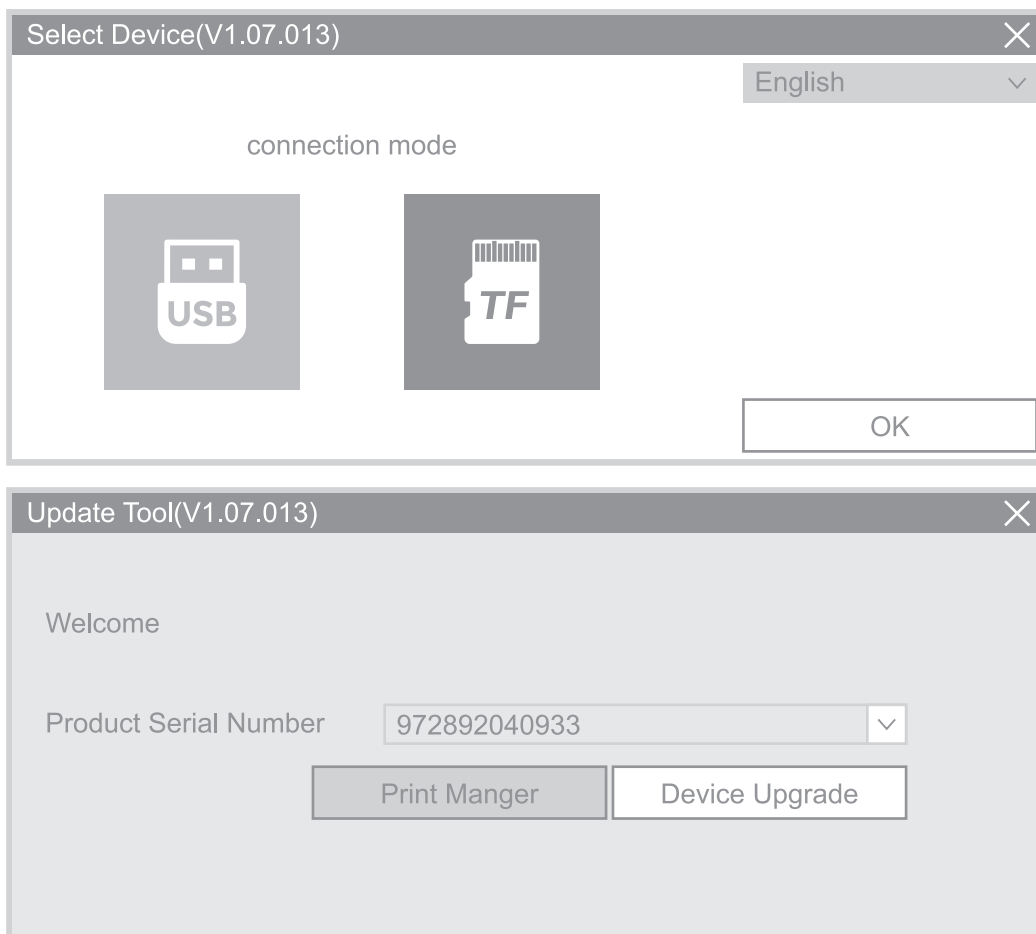 Select Device(V1.07.013)
English
connection mode
USB
TF
OK
Update Tool(V1.07.013)
Welcome
Product Serial Number 972892040933
Print Manger Device Upgrade